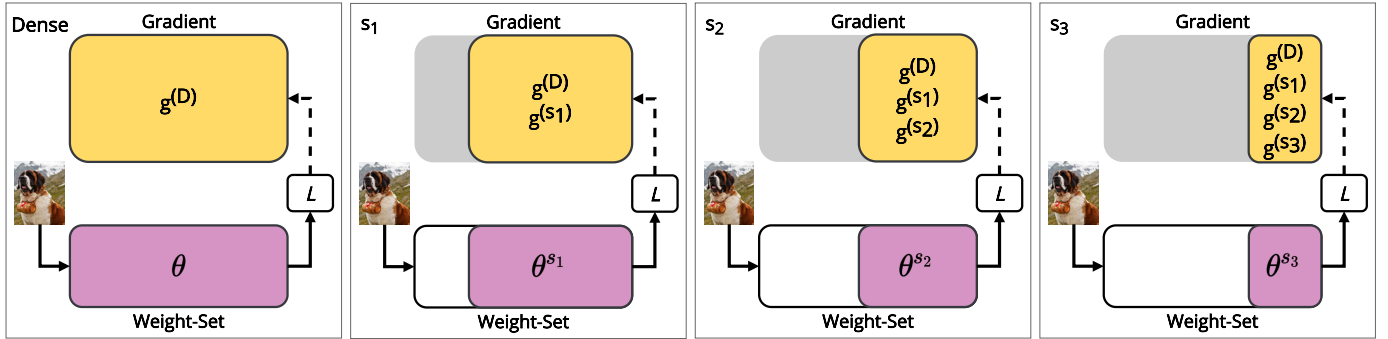 Dense
Gradient
g(D)
L
θ
Weight-Set
s1
Gradient
g(D)
g(s1)
L
θs1
Weight-Set
s2
Gradient
g(D)
g(s1)
g(s2)
L
θs2
Weight-Set
s3
Gradient
g(D)
g(s1)
g(s2)
g(s3)
L
θs3
Weight-Set